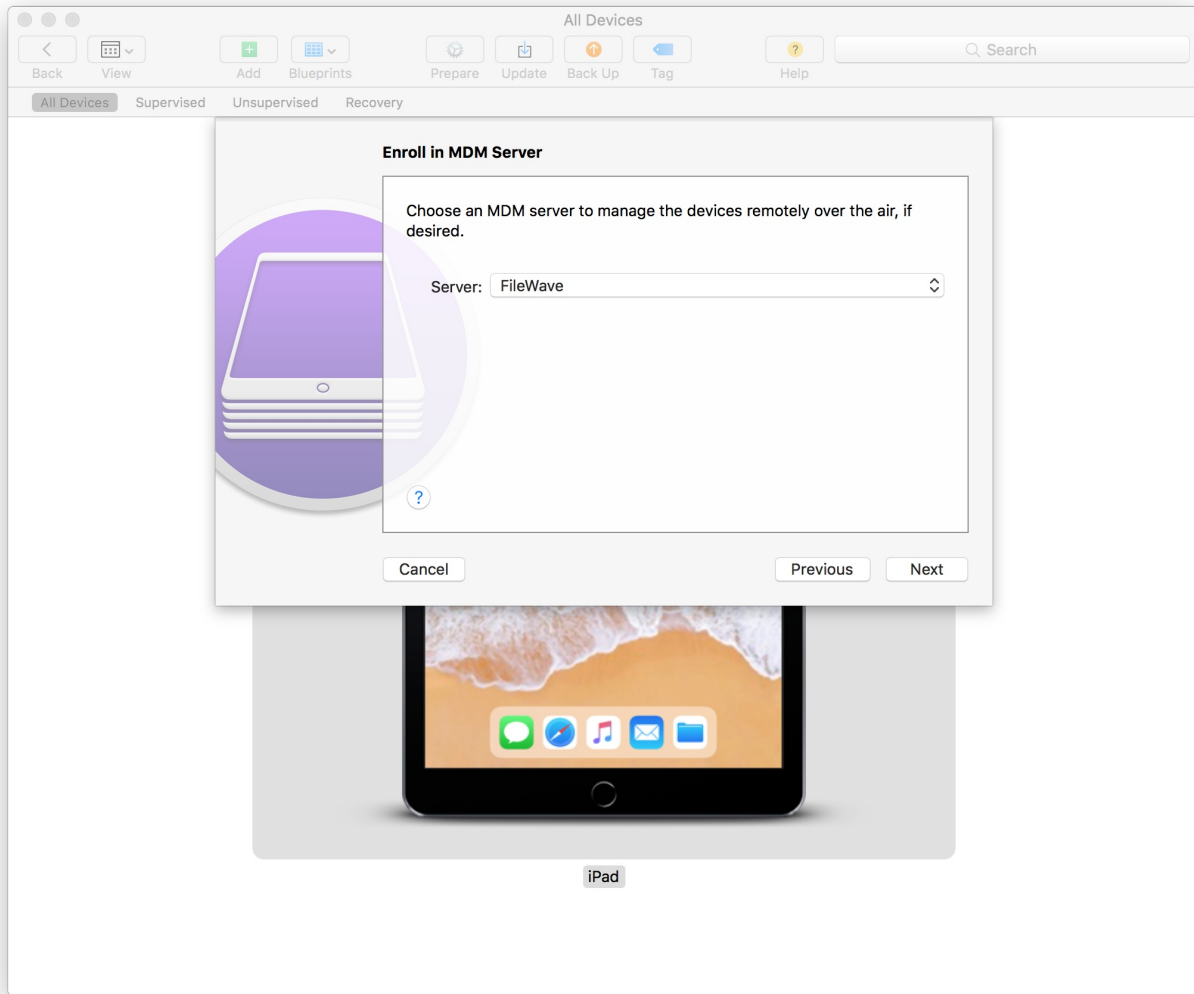 All Devices
Search
Back
View
Add
Blueprints
Prepare
Update
Back Up
Tag
?
Help
All Devices
Supervised
Unsupervised
Recovery
Enroll in MDM Server
Choose an MDM server to manage the devices remotely over the air, if
desired.
Server: FileWave
?
Cancel
Previous
Next
iPad